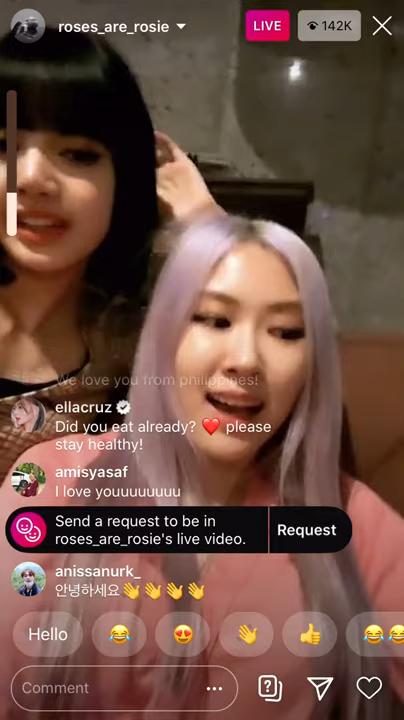 roses_are_rosie
LIVE
142K
We love you from philippines!
ellacruz
Did you eat already? ❤️ please
stay healthy!
amisyasaf
I love youuuuuuuuu
Send a request to be in
roses_are_rosie's live video.
Request
anissanurk_
안녕하세요👋👋👋👋
Hello
Comment